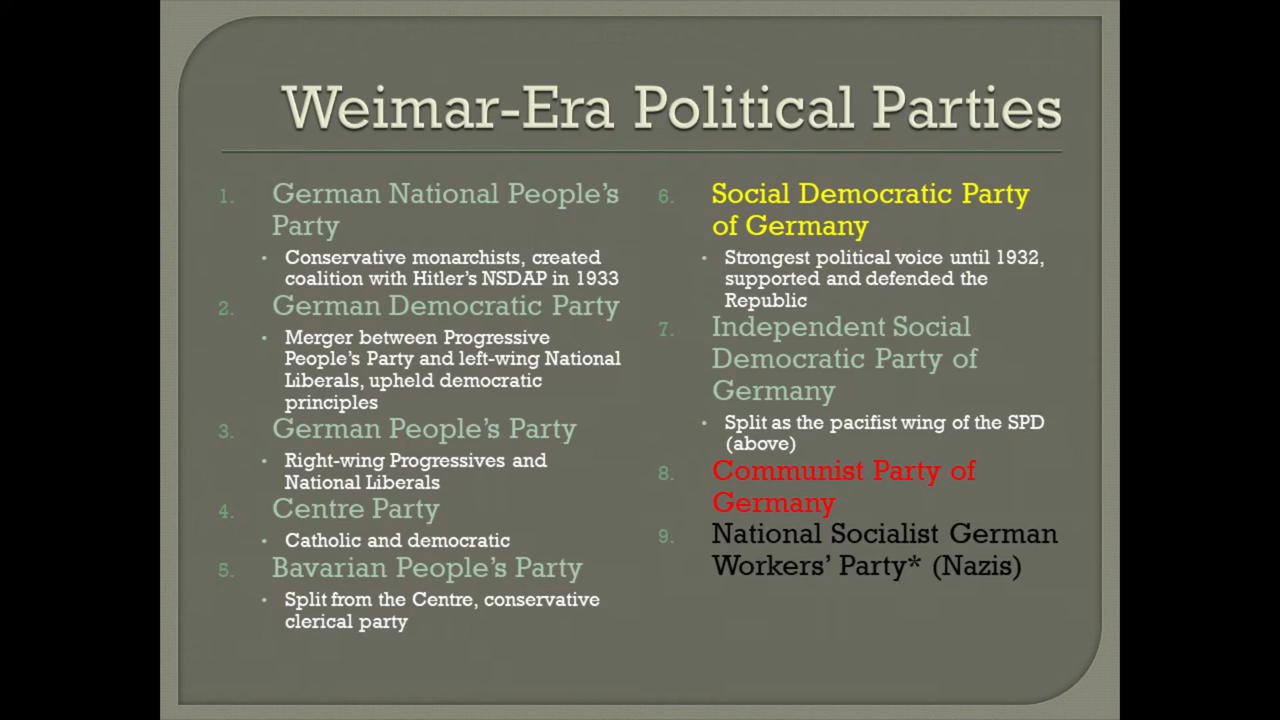 Weimar-Era Political Parties
1. German National People's
Party
• Conservative monarchists, created
coalition with Hitler's NSDAP in 1933
2. German Democratic Party
• Merger between Progressive
People's Party and left-wing National
Liberals, upheld democratic
principles
3. German People's Party
• Right-wing Progressives and
National Liberals
4. Centre Party
• Catholic and democratic
5. Bavarian People's Party
• Split from the Centre, conservative
clerical party
6. Social Democratic Party
of Germany
• Strongest political voice until 1932,
supported and defended the
Republic
7. Independent Social
Democratic Party of
Germany
• Split as the pacifist wing of the SPD
(above)
8. Communist Party of
Germany
9. National Socialist German
Workers' Party* (Nazis)